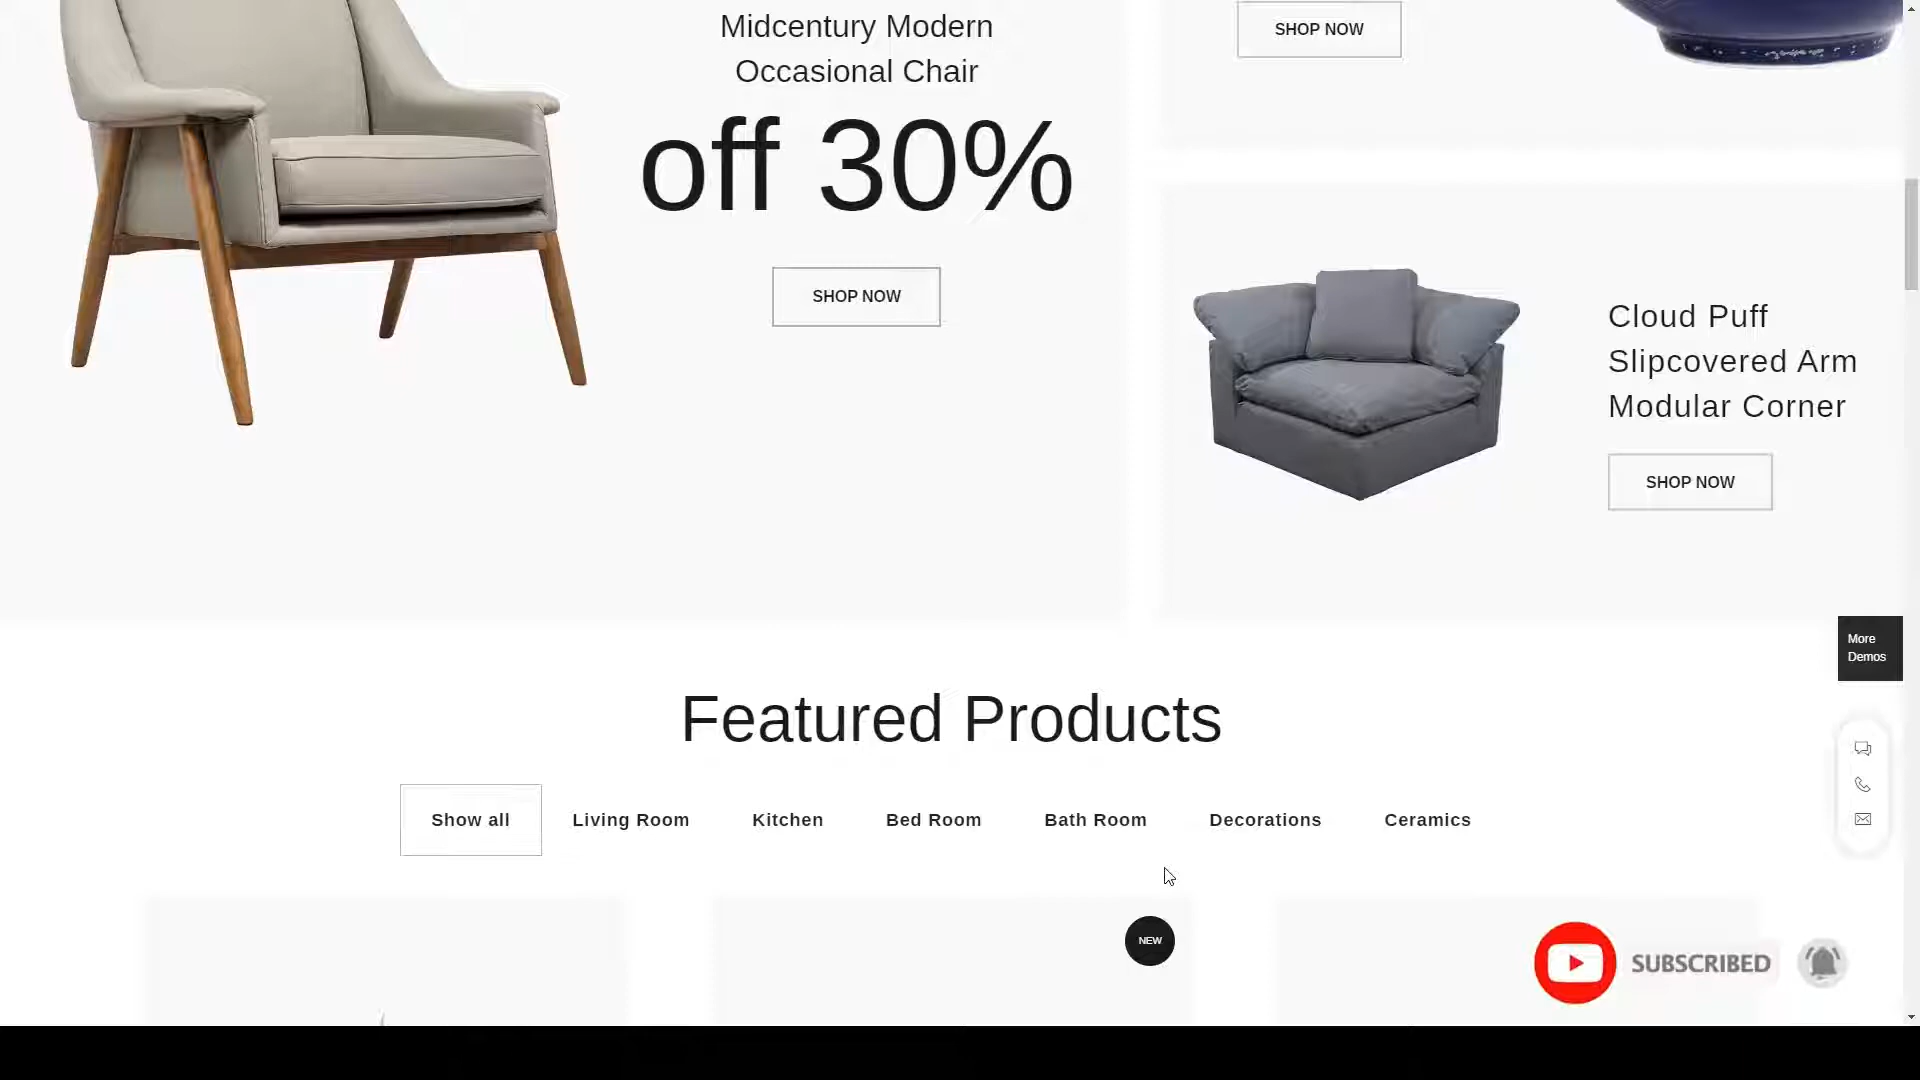 Midcentury Modern
Occasional Chair
off 30%
SHOP NOW
SHOP NOW
Cloud Puff
Slipcovered Arm
Modular Corner
SHOP NOW
More
Demos
Featured Products
Show all
Living Room
Kitchen
Bed Room
Bath Room
Decorations
Ceramics
NEW
SUBSCRIBED